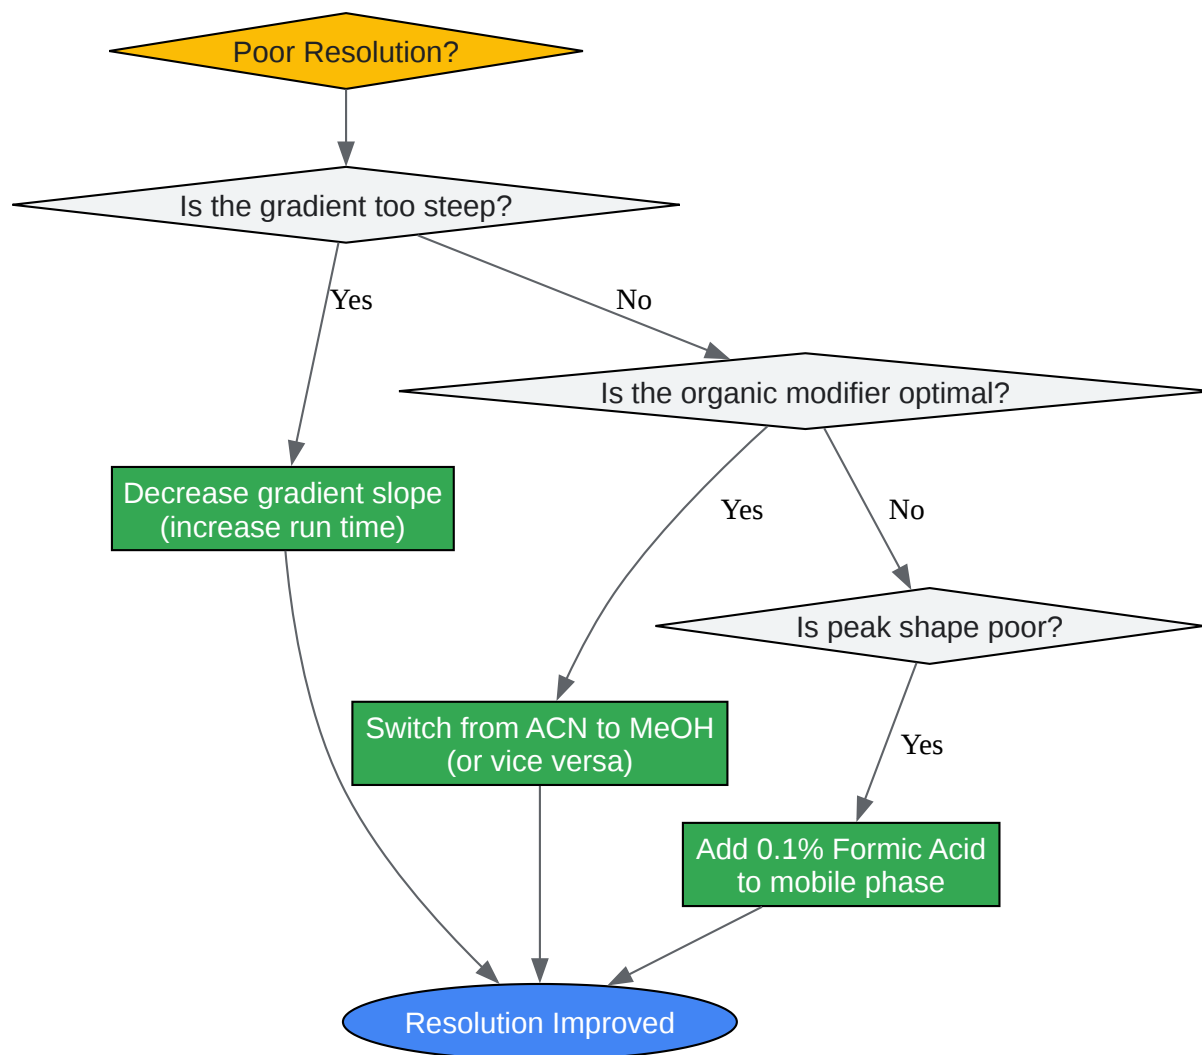 Poor Resolution?
Is the gradient too steep?
Yes
No
Is the organic modifier optimal?
Decrease gradient slope
(increase run time)
Yes
No
Is peak shape poor?
Switch from ACN to MeOH
(or vice versa)
Yes
Add 0.1% Formic Acid
to mobile phase
Resolution Improved